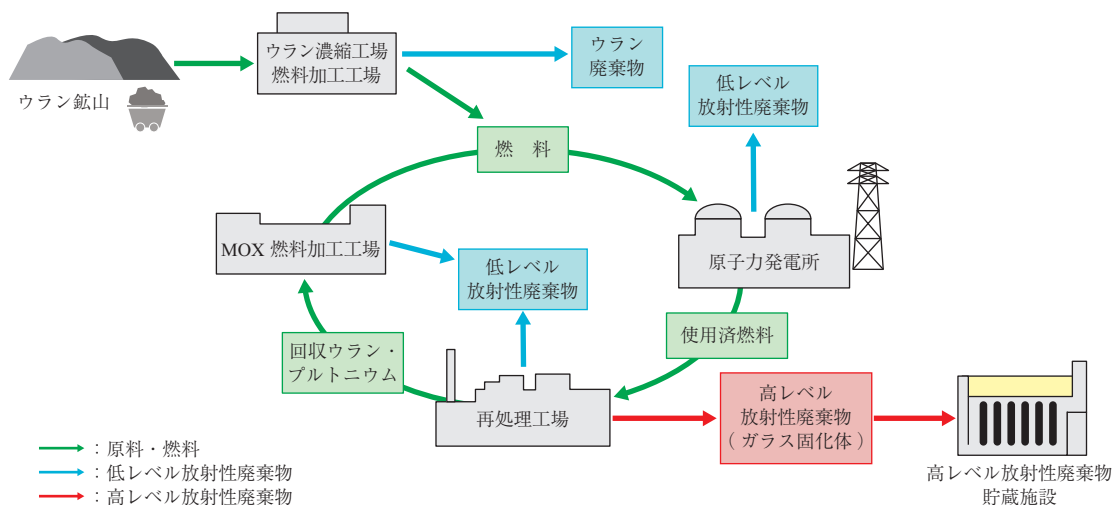 ウラン鉱山
ウラン濃縮工場
燃料加工工場
ウラン
廃棄物
低レベル
放射性廃棄物
燃　料
原子力発電所
MOX 燃料加工工場
低レベル
放射性廃棄物
使用済燃料
回収ウラン・
プルトニウム
再処理工場
高レベル
放射性廃棄物
(ガラス固化体)
高レベル放射性廃棄物
貯蔵施設
：原料・燃料
：低レベル放射性廃棄物
：高レベル放射性廃棄物